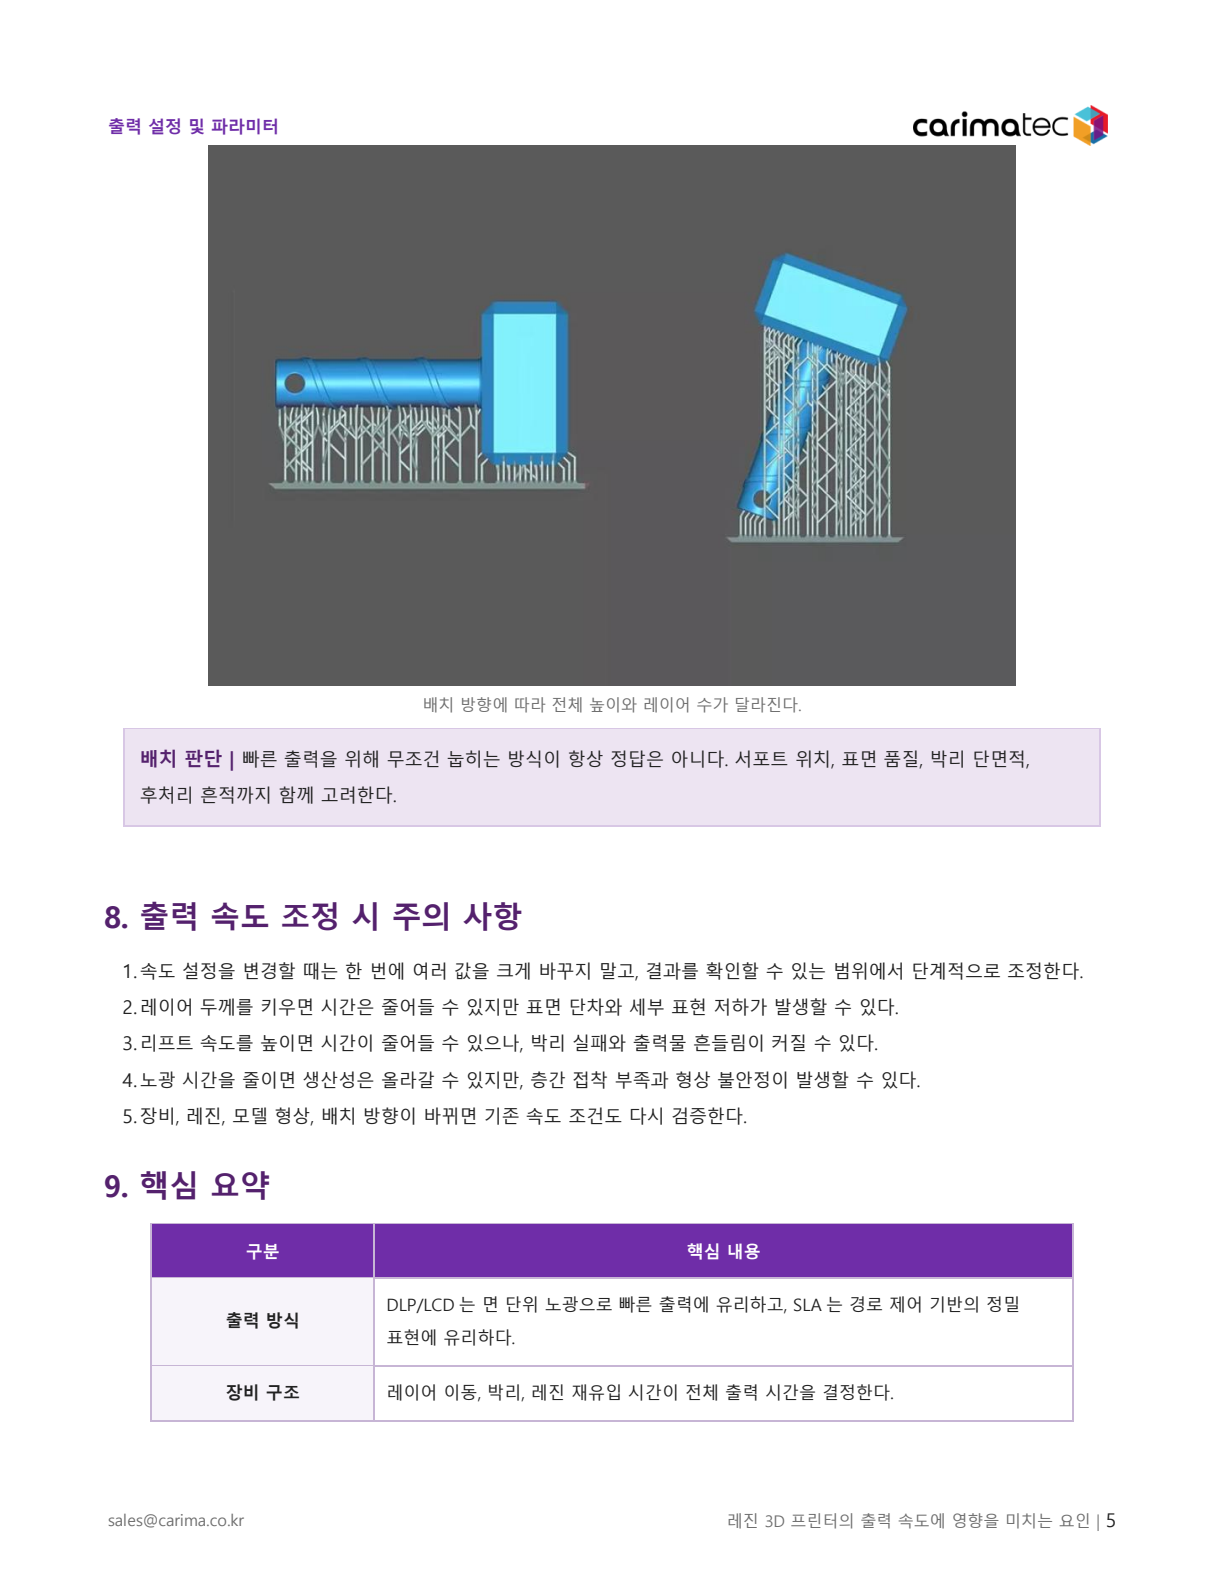 출력 설정 및 파라미터
carimatec
배치 방향에 따라 전체 높이와 레이어 수가 달라진다.
배치 판단 | 빠른 출력을 위해 무조건 눕히는 방식이 항상 정답은 아니다. 서포트 위치, 표면 품질, 박리 단면적,
후처리 흔적까지 함께 고려한다.
8. 출력 속도 조정 시 주의 사항
1. 속도 설정을 변경할 때는 한 번에 여러 값을 크게 바꾸지 말고, 결과를 확인할 수 있는 범위에서 단계적으로 조정한다.
2. 레이어 두께를 키우면 시간은 줄어들 수 있지만 표면 단차와 세부 표현 저하가 발생할 수 있다.
3. 리프트 속도를 높이면 시간이 줄어들 수 있으나, 박리 실패와 출력물 흔들림이 커질 수 있다.
4. 노광 시간을 줄이면 생산성은 올라갈 수 있지만, 층간 접착 부족과 형상 불안정이 발생할 수 있다.
5. 장비, 레진, 모델 형상, 배치 방향이 바뀌면 기존 속도 조건도 다시 검증한다.
9. 핵심 요약
구분 핵심 내용
출력 방식 DLP/LCD 는 면 단위 노광으로 빠른 출력에 유리하고, SLA 는 경로 제어 기반의 정밀
표현에 유리하다.
장비 구조 레이어 이동, 박리, 레진 재유입 시간이 전체 출력 시간을 결정한다.
sales@carima.co.kr 레진 3D 프린터의 출력 속도에 영향을 미치는 요인 | 5